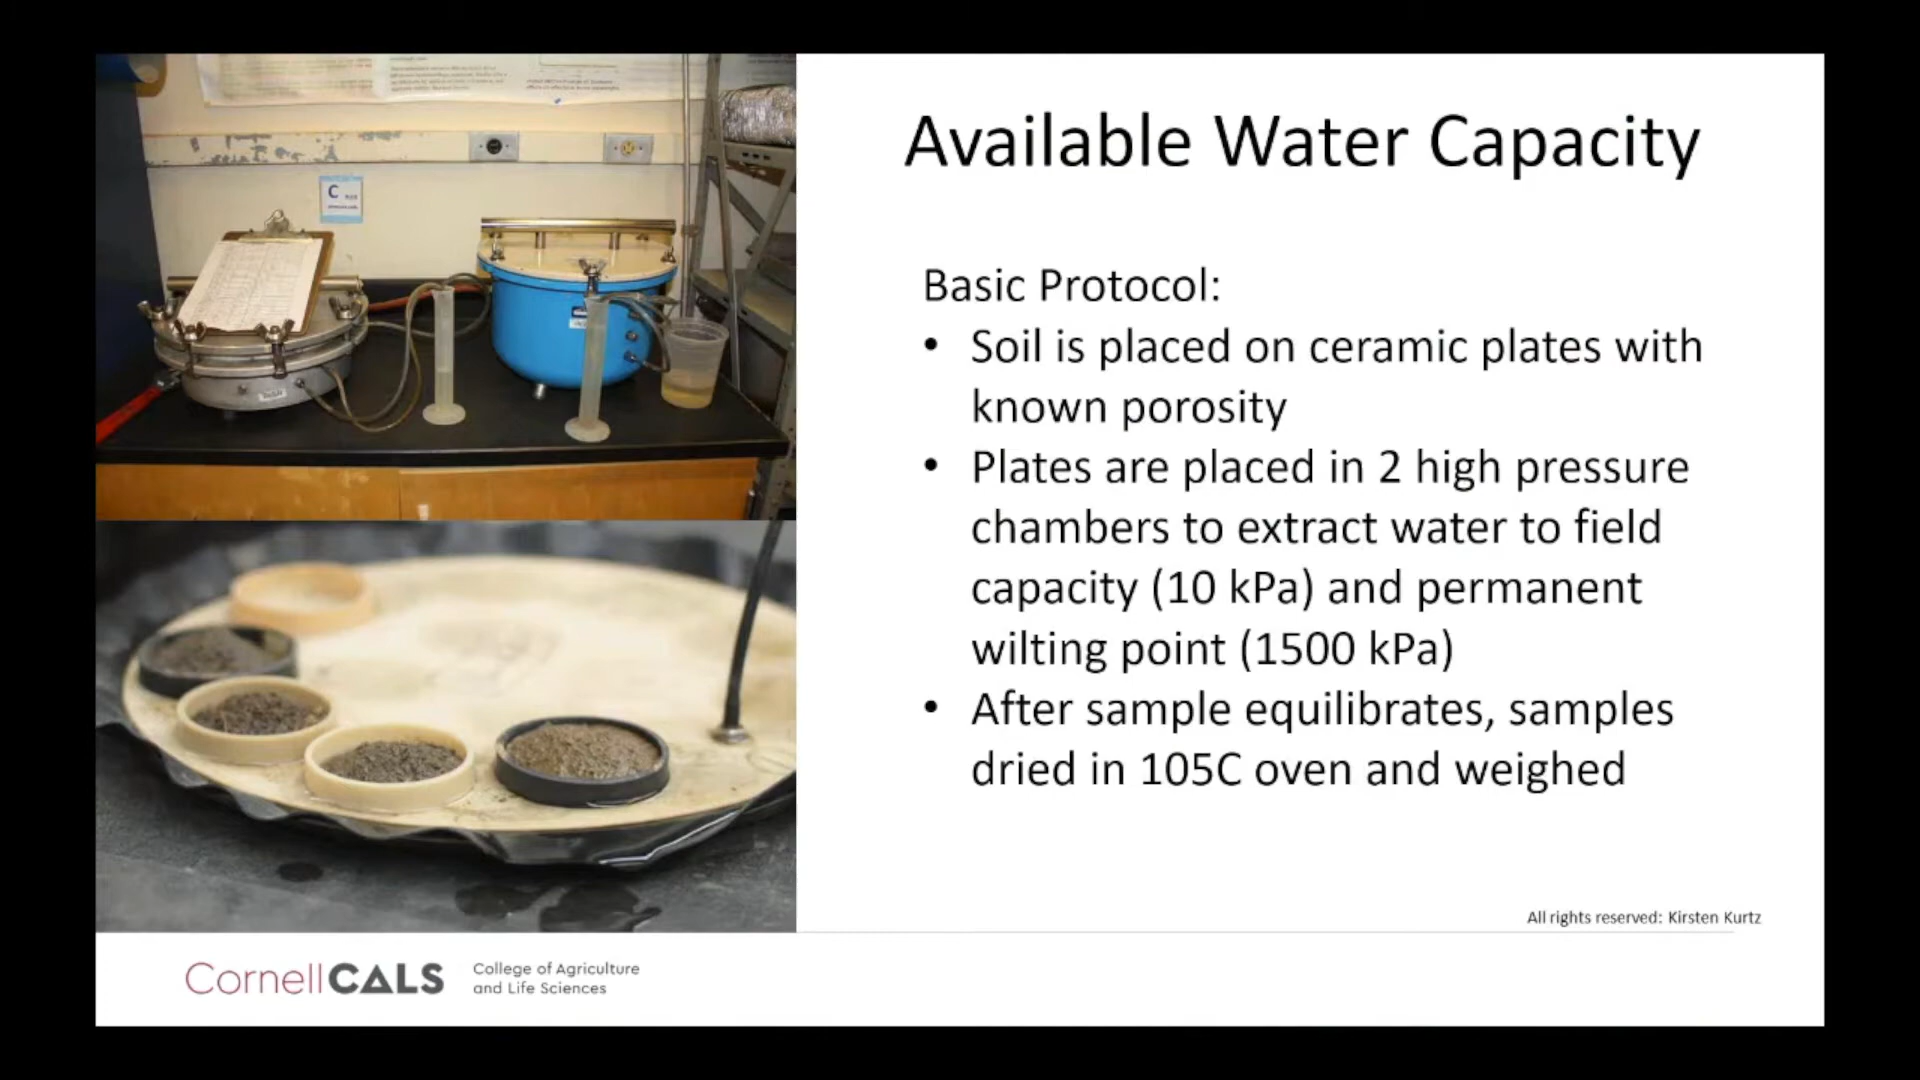 Available Water Capacity
Basic Protocol:
• Soil is placed on ceramic plates with
known porosity
• Plates are placed in 2 high pressure
chambers to extract water to field
capacity (10 kPa) and permanent
wilting point (1500 kPa)
• After sample equilibrates, samples
dried in 105C oven and weighed
All rights reserved: Kirsten Kurtz
CornellCALS
College of Agriculture
and Life Sciences
C